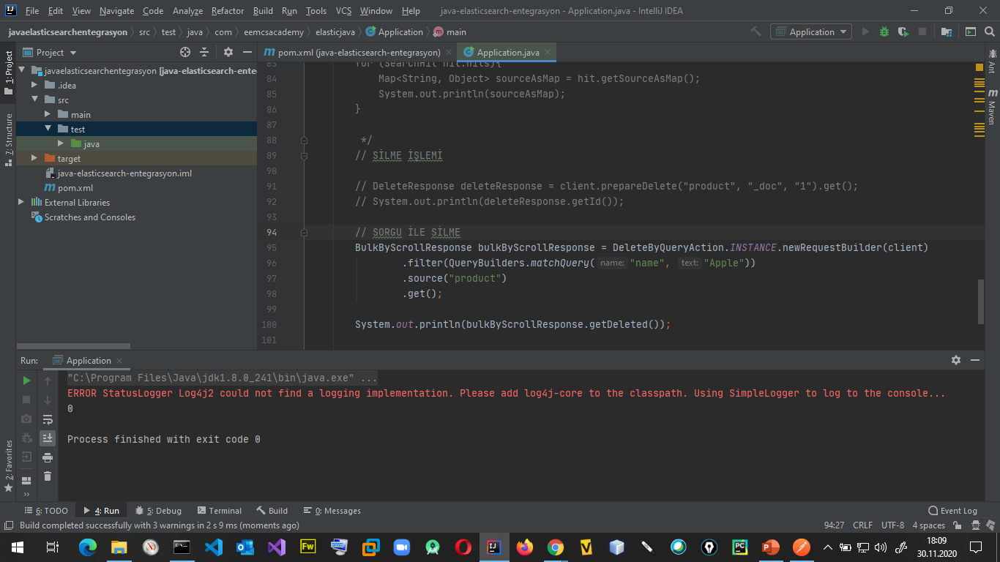 File Edit View Navigate Code Analyze Refactor Build Run Tools VCS Window Help java-elasticsearch-entegrasyon - Application.java - IntelliJ IDEA
javaelasticsearchentegrasyon src test java com eemcsacademy elasticjava Application main Application
1: Project
7: Structure
2: Favorites
Project
javaelasticsearchentegrasyon [java-elasticsearch-ente
.idea
src
main
test
java
target
java-elasticsearch-entegrasyon.iml
pom.xml
External Libraries
Scratches and Consoles
pom.xml (java-elasticsearch-entegrasyon) Application.java
83 for (SearchHit hit:hits){
84 Map<String, Object> sourceAsMap = hit.getSourceAsMap();
85 System.out.println(sourceAsMap);
86 }
87
88 */
89 // SİLME İŞLEMİ
90
91 // DeleteResponse deleteResponse = client.prepareDelete("product", "_doc", "1").get();
92 // System.out.println(deleteResponse.getId());
93
94 // SORGU İLE SİLME
95 BulkByScrollResponse bulkByScrollResponse = DeleteByQueryAction.INSTANCE.newRequestBuilder(client)
96 .filter(QueryBuilders.matchQuery( name: "name", text: "Apple"))
97 .source("product")
98 .get();
99
100 System.out.println(bulkByScrollResponse.getDeleted());
101
Ant
Maven
Run: Application
"C:\Program Files\Java\jdk1.8.0_241\bin\java.exe" ...
ERROR StatusLogger Log4j2 could not find a logging implementation. Please add log4j-core to the classpath. Using SimpleLogger to log to the console...
0
Process finished with exit code 0
6: TODO 4: Run 5: Debug Terminal Build 0: Messages Event Log
Build completed successfully with 3 warnings in 2 s 9 ms (moments ago) 94:27 CRLF UTF-8 4 spaces
18:09
30.11.2020